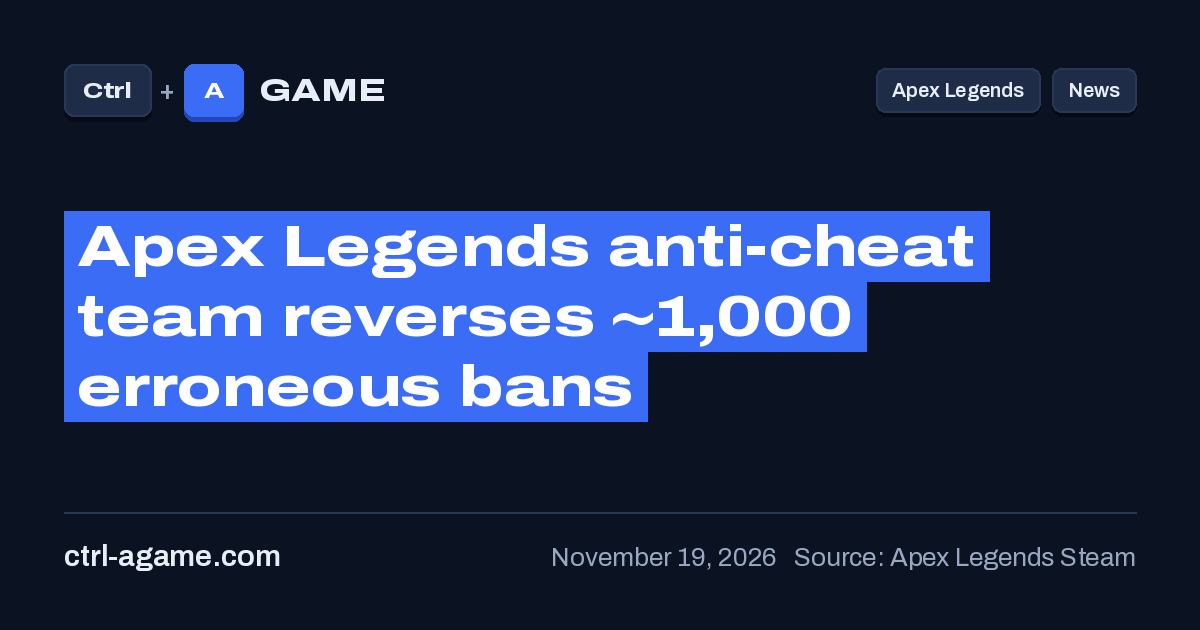 Ctrl + A GAME
Apex Legends News
Apex Legends anti-cheat
team reverses ~1,000
erroneous bans
ctrl-agame.com
November 19, 2026 Source: Apex Legends Steam